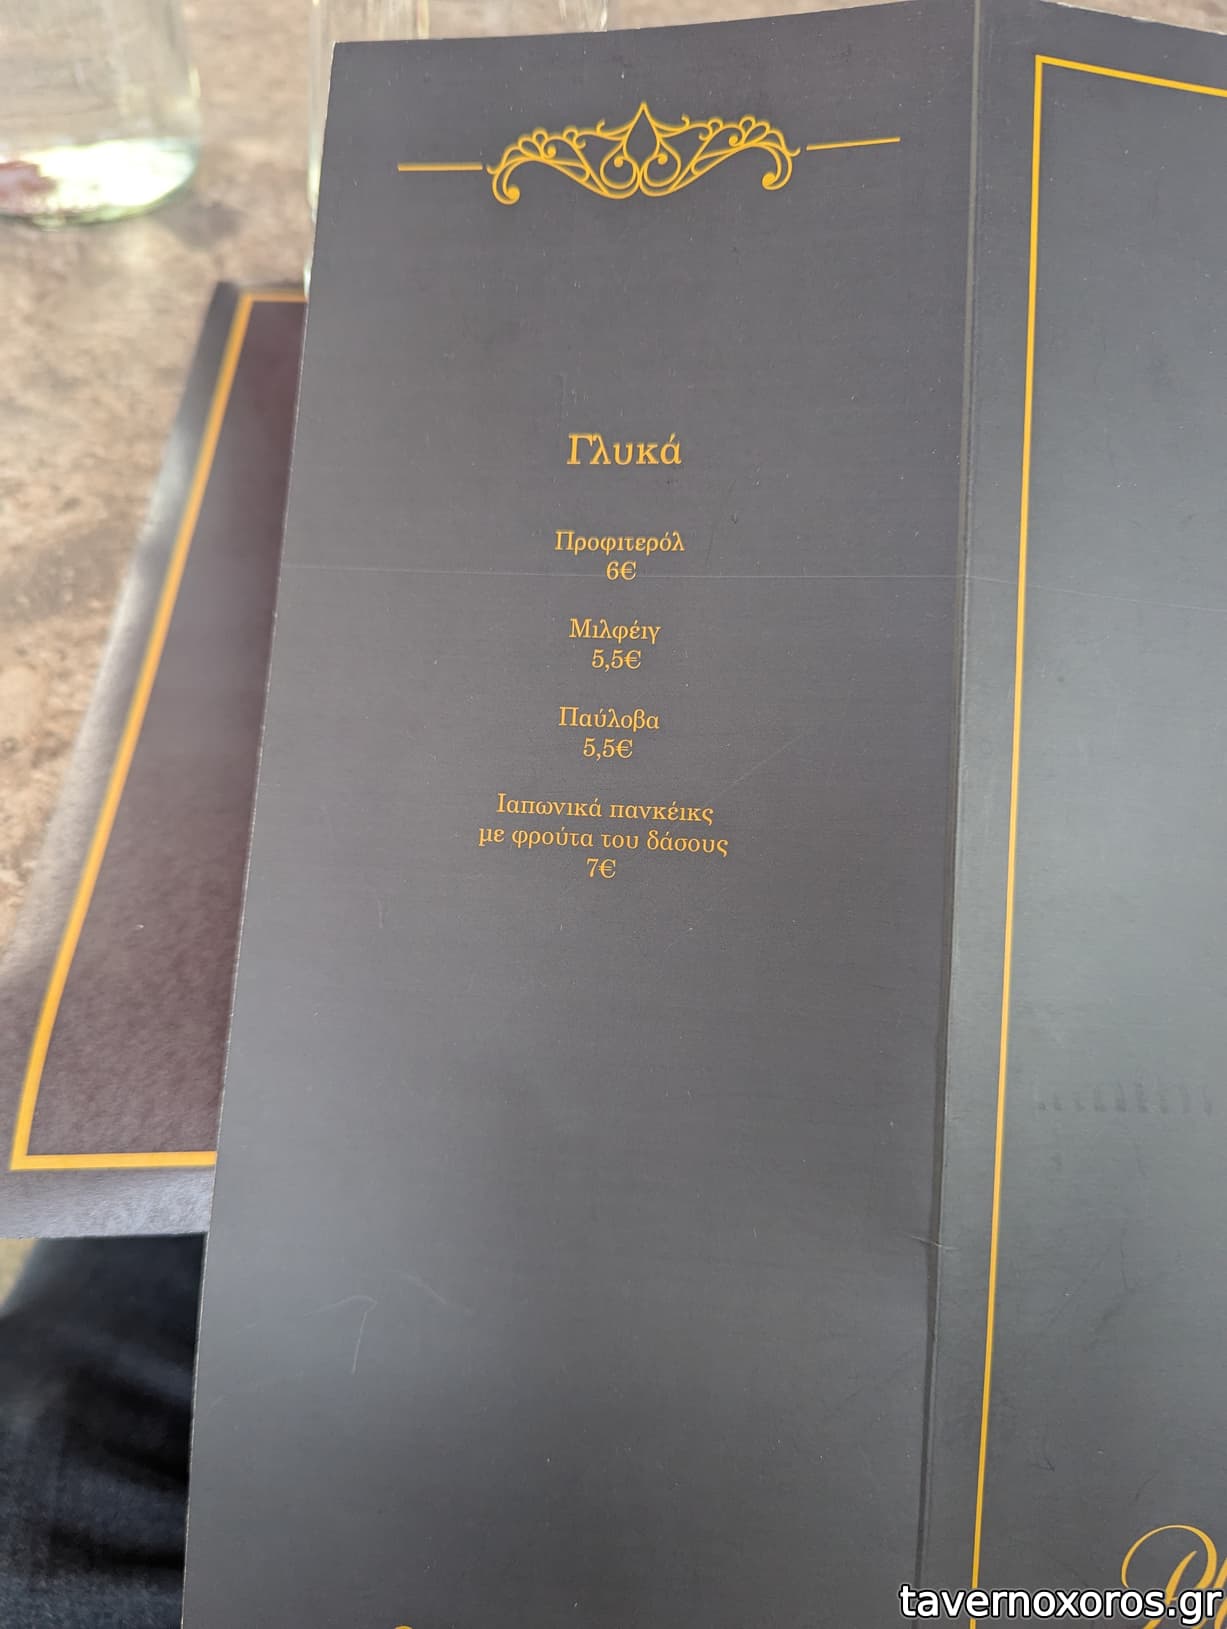 Γλυκά
Προφιτερόλ
6€
Μιλφέιγ
5,5€
Παύλοβα
5,5€
Ιαπωνικά πανκέικς
με φρούτα του δάσους
7€
tavernoxoros.gr